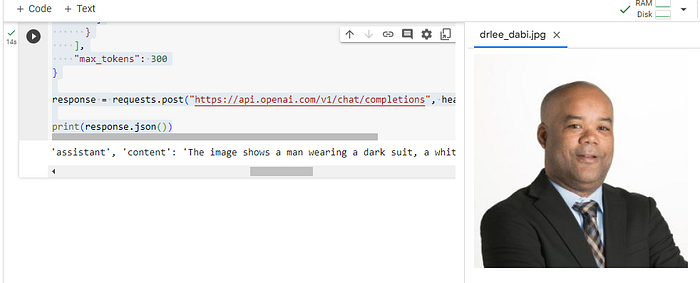 + Code + Text
RAM
Disk
14s
}
],
"max_tokens": 300
}
response = requests.post("https://api.openai.com/v1/chat/completions", hea
print(response.json())
'assistant', 'content': 'The image shows a man wearing a dark suit, a whit
drlee_dabi.jpg ×